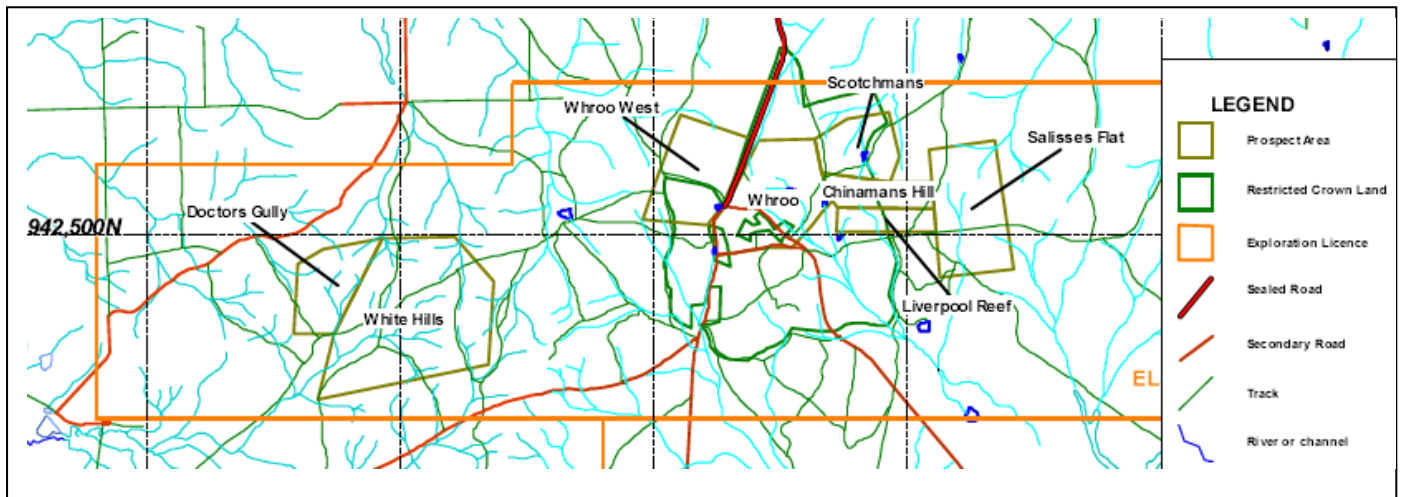 Scotchmans
Whroo West
Salisses Flat
Chinamans Hill
Whroo
Doctors Gully
942,500N
Liverpool Reef
White Hills
EL
LEGEND
Prospect Area
Restricted Crown Land
Exploration Licence
Sealed Road
Secondary Road
Track
River or channel